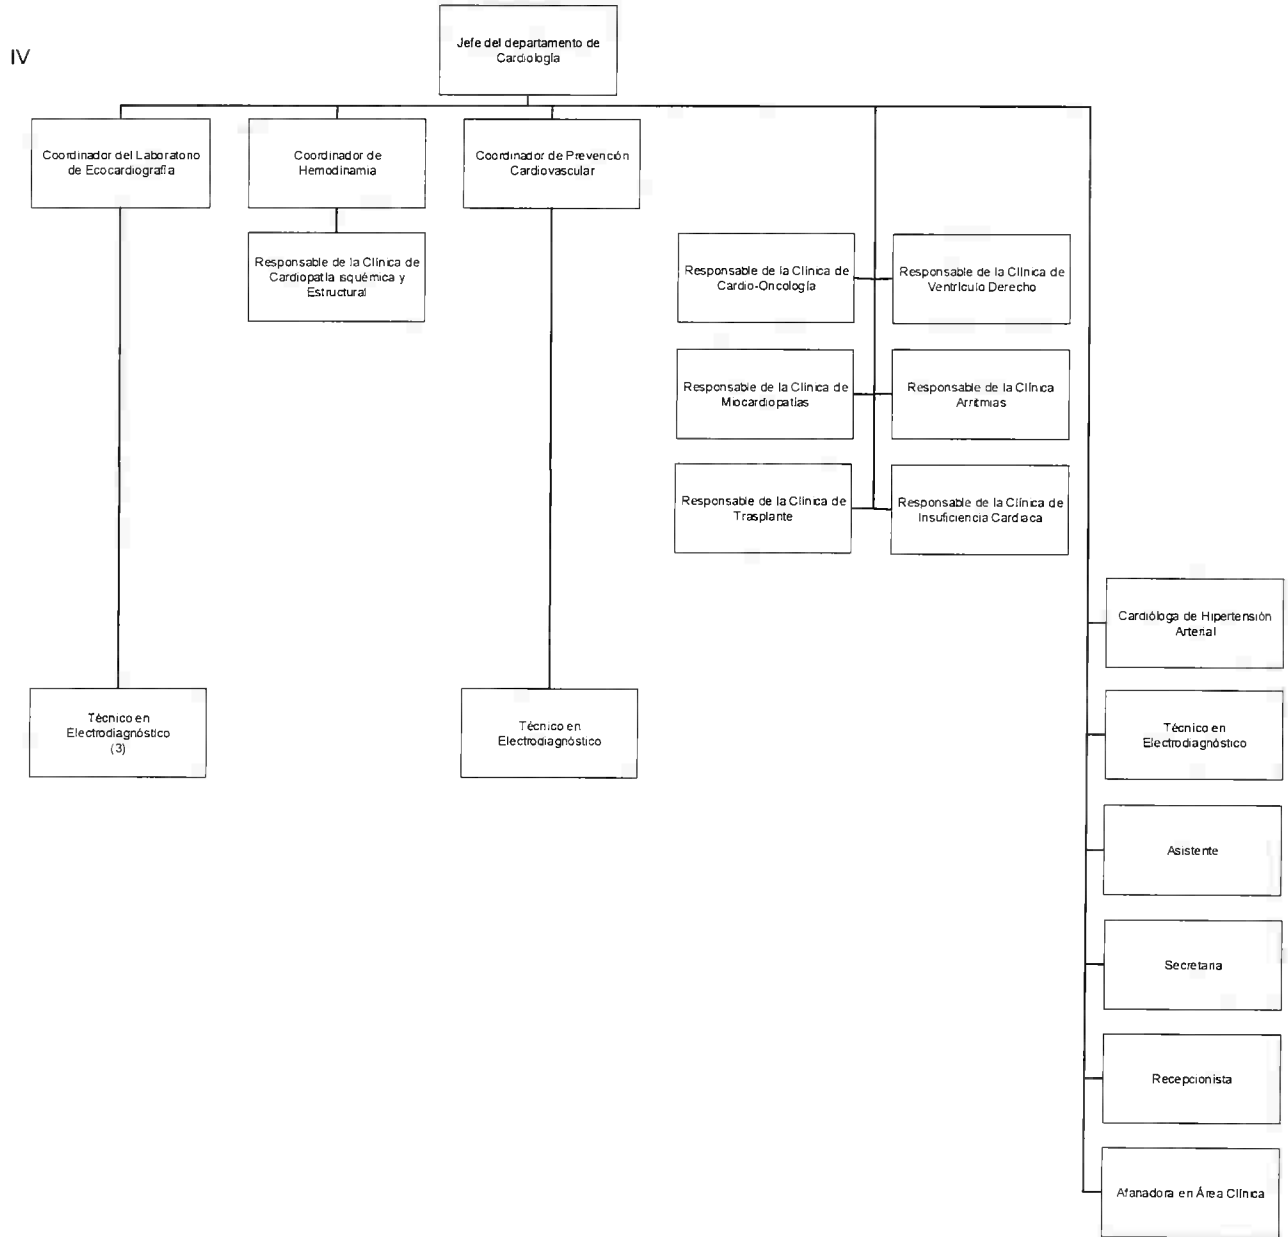 IV
Jefe del departamento de
Cardiología
Coordinador del Laboratorio
de Ecocardiografía
Coordinador de
Hemodinamia
Coordinador de Prevención
Cardiovascular
Responsable de la Clínica de
Cardiopatía isquémica y
Estructural
Responsable de la Clínica de
Cardio-Oncología
Responsable de la Clínica de
Ventrículo Derecho
Responsable de la Clínica de
Miocardiopatías
Responsable de la Clínica
Arritmias
Responsable de la Clínica de
Trasplante
Responsable de la Clínica de
Insuficiencia Cardiaca
Cardióloga de Hipertensión
Arterial
Técnico en
Electrodiagnóstico
(3)
Técnico en
Electrodiagnóstico
Técnico en
Electrodiagnóstico
Asistente
Secretaria
Recepcionista
Afanadora en Área Clínica